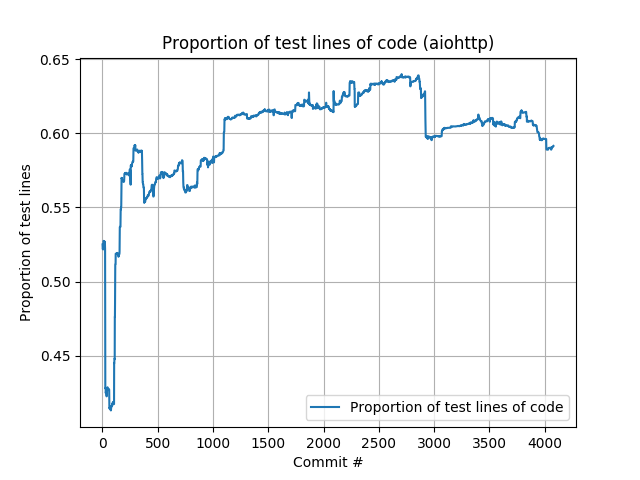 Proportion of test lines of code (aiohttp)
0.65
0.60
0.55
0.50
0.45
Proportion of test lines
Proportion of test lines of code
0 500 1000 1500 2000 2500 3000 3500 4000
Commit #